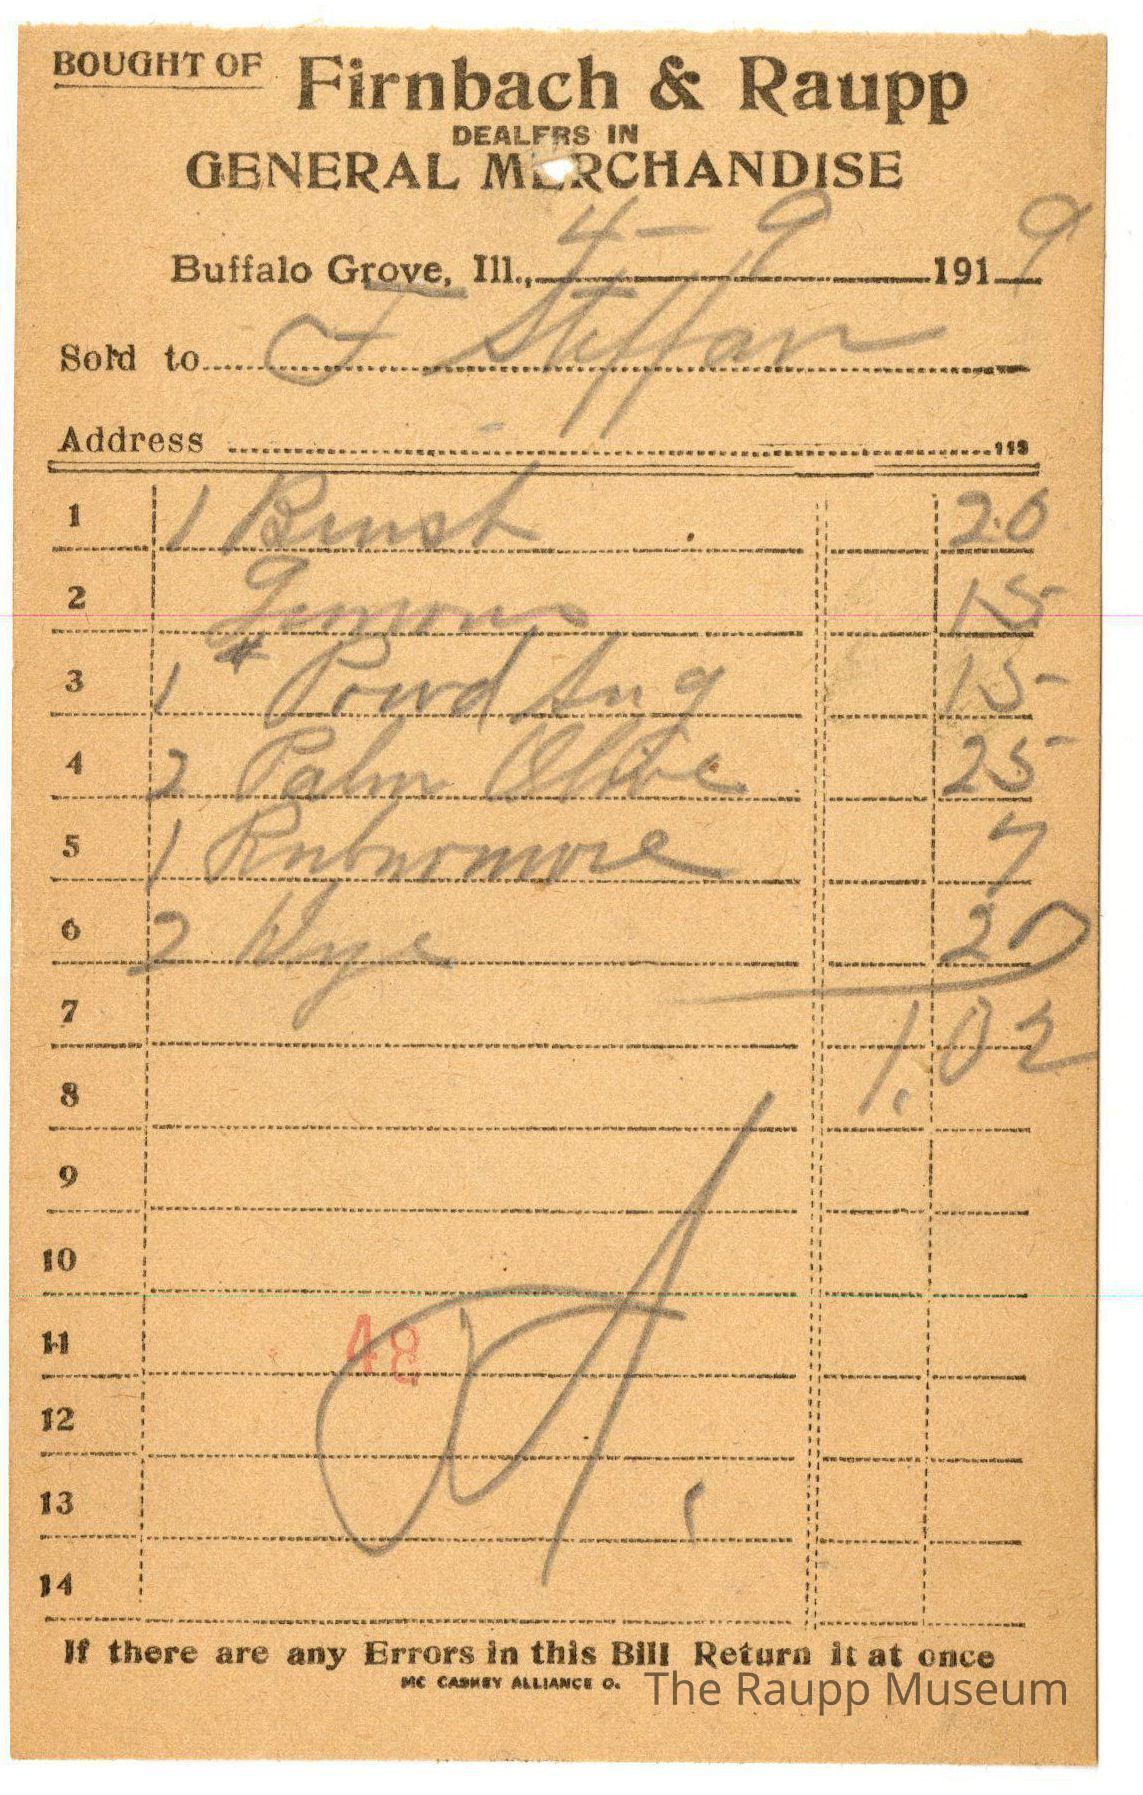 BOUGHT OF Firnbach & Raupp
DEALERS IN
GENERAL MERCHANDISE
Buffalo Grove, Ill., 4-9 1919
Sold to F Steffan
Address
1 1 Brush 20
2 Lemons 15
3 1 # Powd Sug 15
4 2 Palm Olive 25
5 1 7
6 2 20
7 1.02
8
9
10
11 48
12
13
14
If there are any Errors in this Bill Return it at once
MC CASKEY ALLIANCE O.
The Raupp Museum